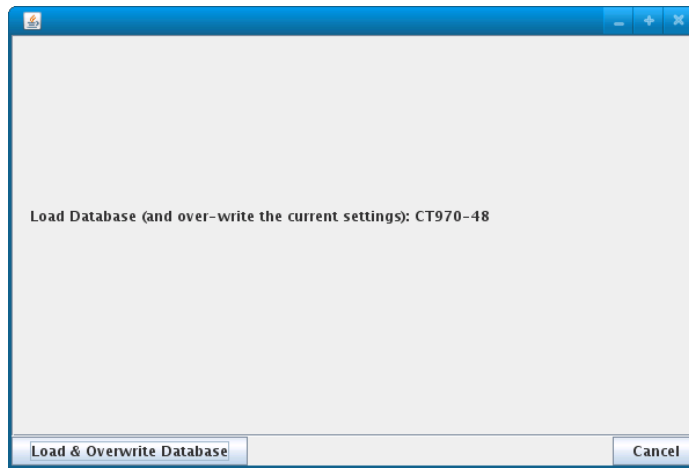 Load Database (and over-write the current settings): CT970-48
Load & Overwrite Database
Cancel